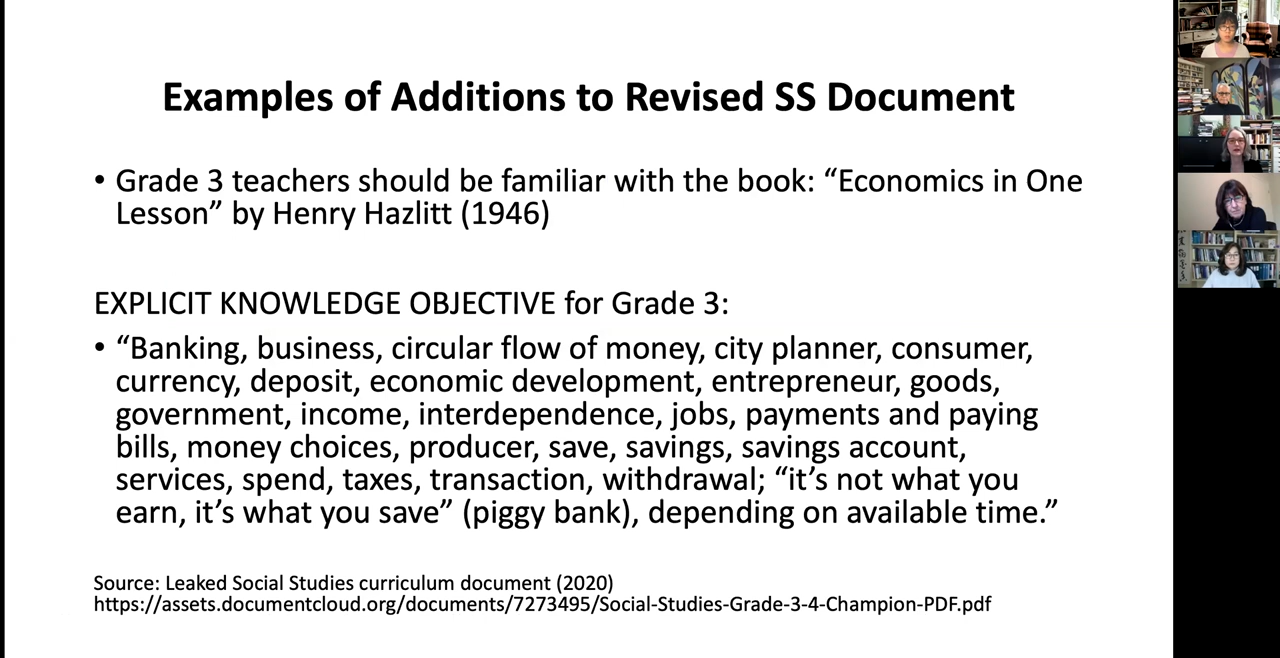 Examples of Additions to Revised SS Document
• Grade 3 teachers should be familiar with the book: “Economics in One
Lesson” by Henry Hazlitt (1946)
EXPLICIT KNOWLEDGE OBJECTIVE for Grade 3:
• “Banking, business, circular flow of money, city planner, consumer,
currency, deposit, economic development, entrepreneur, goods,
government, income, interdependence, jobs, payments and paying
bills, money choices, producer, save, savings, savings account,
services, spend, taxes, transaction, withdrawal; “it’s not what you
earn, it’s what you save” (piggy bank), depending on available time.”
Source: Leaked Social Studies curriculum document (2020)
https://assets.documentcloud.org/documents/7273495/Social-Studies-Grade-3-4-Champion-PDF.pdf